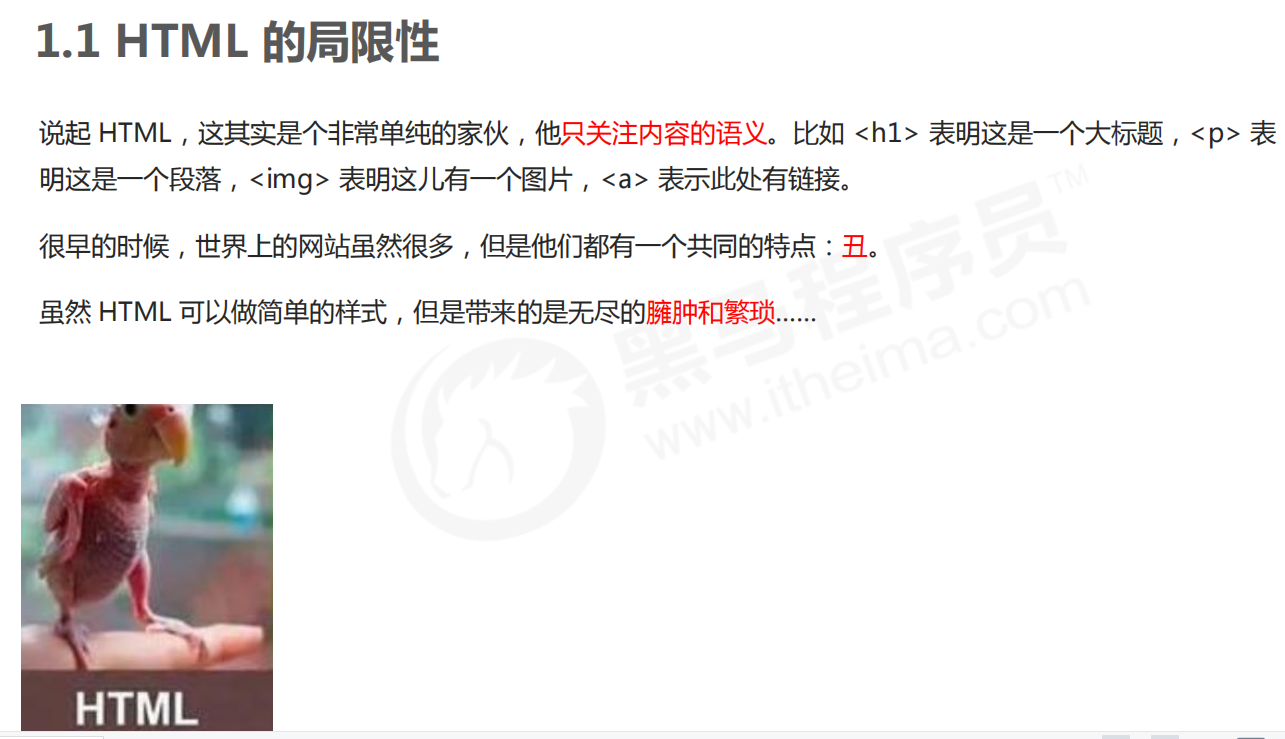 1.1 HTML 的局限性
说起 HTML，这其实是个非常单纯的家伙，他只关注内容的语义。比如 <h1> 表明这是一个大标题，<p> 表
明这是一个段落，<img> 表明这儿有一个图片，<a> 表示此处有链接。
很早的时候，世界上的网站虽然很多，但是他们都有一个共同的特点：丑。
虽然 HTML 可以做简单的样式，但是带来的是无尽的臃肿和繁琐……
黑马程序员™
www.itheima.com
HTML